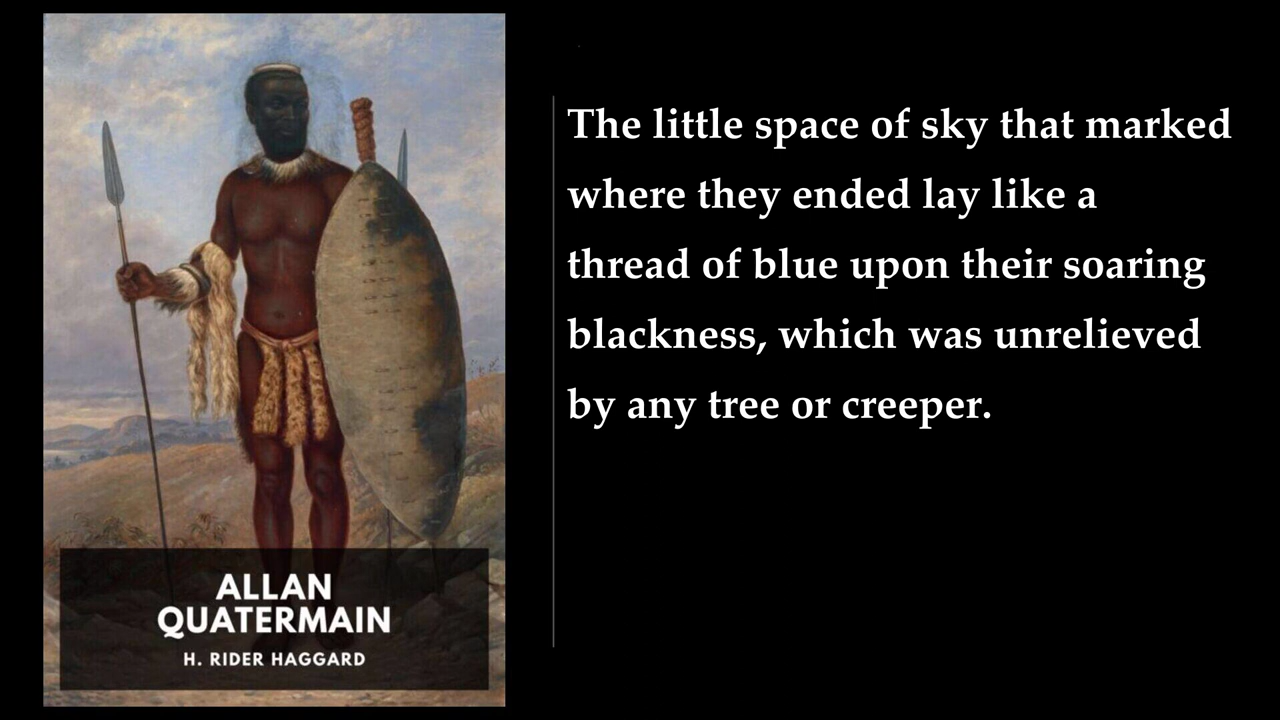 The little space of sky that marked
where they ended lay like a
thread of blue upon their soaring
blackness, which was unrelieved
by any tree or creeper.
ALLAN
QUATERMAIN
H. RIDER HAGGARD